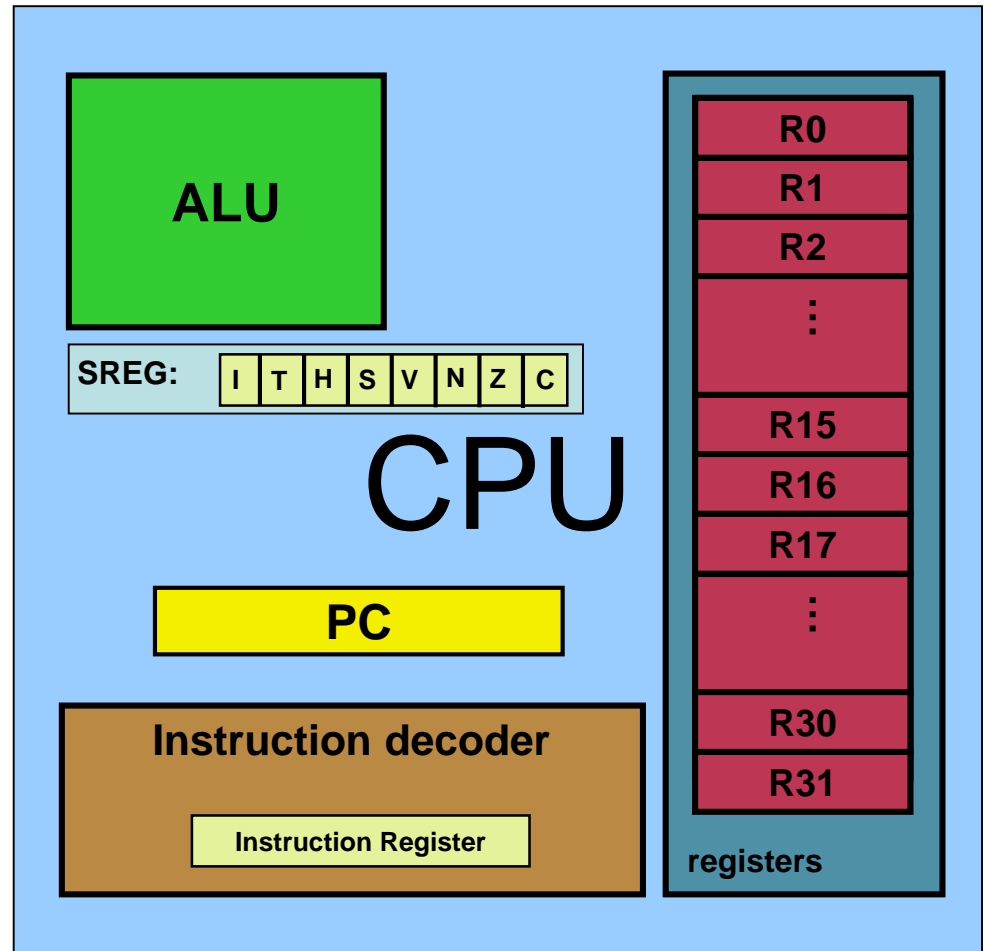 ALU
SREG: I T H S V N Z C
CPU
PC
Instruction decoder
Instruction Register
R0
R1
R2
⋮
R15
R16
R17
⋮
R30
R31
registers